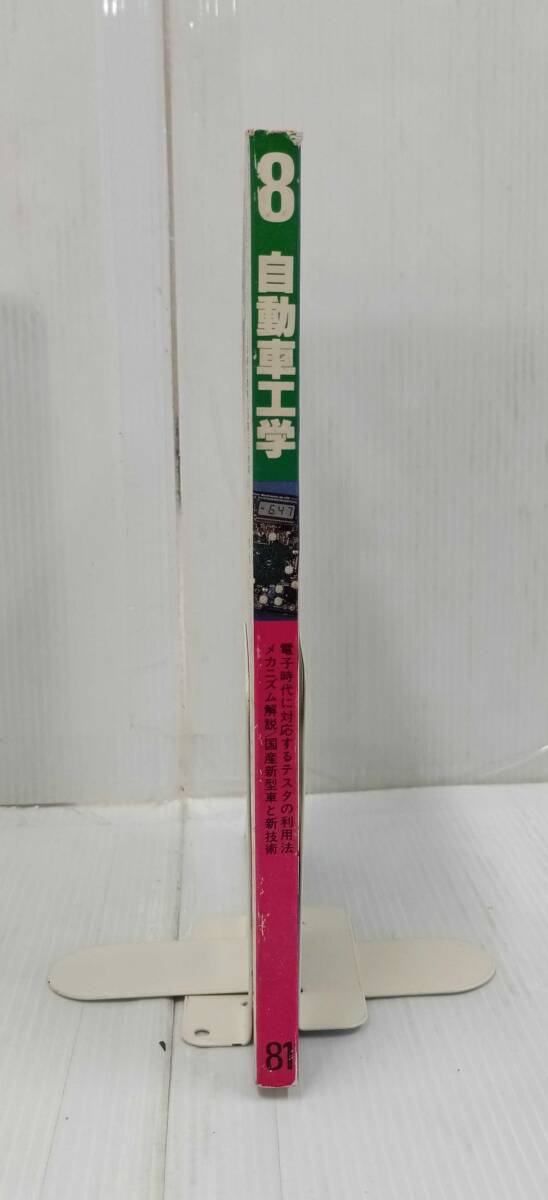 8
自動車工学
-647
電子時代に対応するテスタの利用法
メカニズム解説/国産新型車と新技術
81